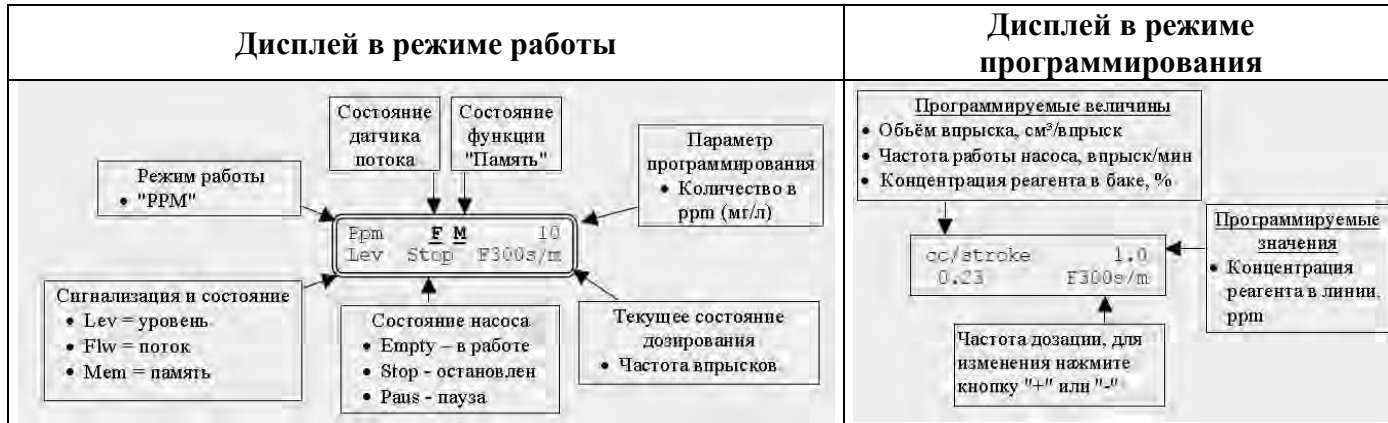 Дисплей в режиме работы
Дисплей в режиме
программирования
Состояние
датчика
потока
Состояние
функции
"Память"
Параметр
программирования
• Количество в
ppm (мг/л)
Режим работы
• "PPM"
Ppm F M 10
Lev Stop F300s/m
Сигнализация и состояние
• Lev = уровень
• Flw = поток
• Mem = память
Состояние насоса
• Empty – в работе
• Stop - остановлен
• Paus - пауза
Текущее состояние
дозирования
• Частота впрысков
Программируемые величины
• Обьём впрыска, см³/впрыск
• Частота работы насоса, впрыск/мин
• Концентрация реагента в баке, %
cc/stroke 1.0
0.23 F300s/m
Программируемые
значения
• Концентрация
реагента в линии,
ppm
Частота дозации, для
изменения нажмите
кнопку "+" или "-"